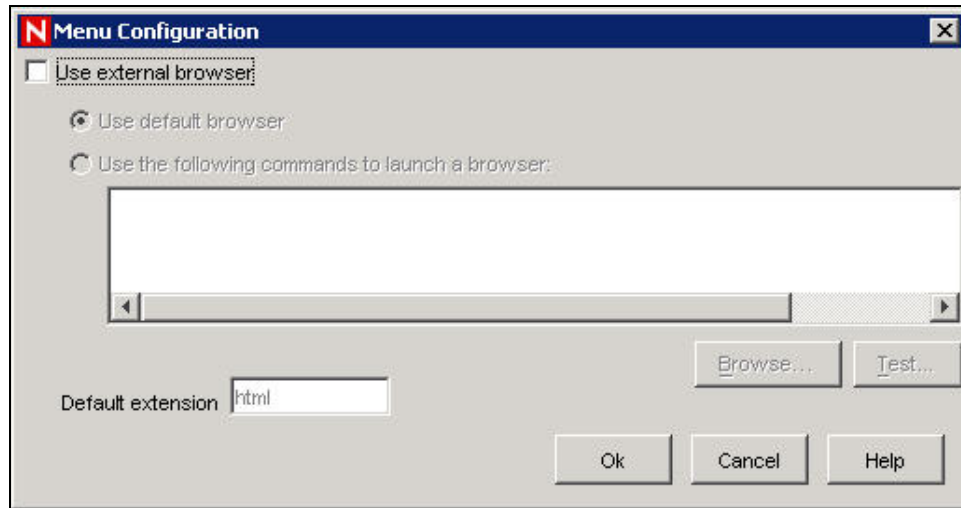 N Menu Configuration
Use external browser
Use default browser
Use the following commands to launch a browser:
Browse... Test...
Default extension html
Ok Cancel Help